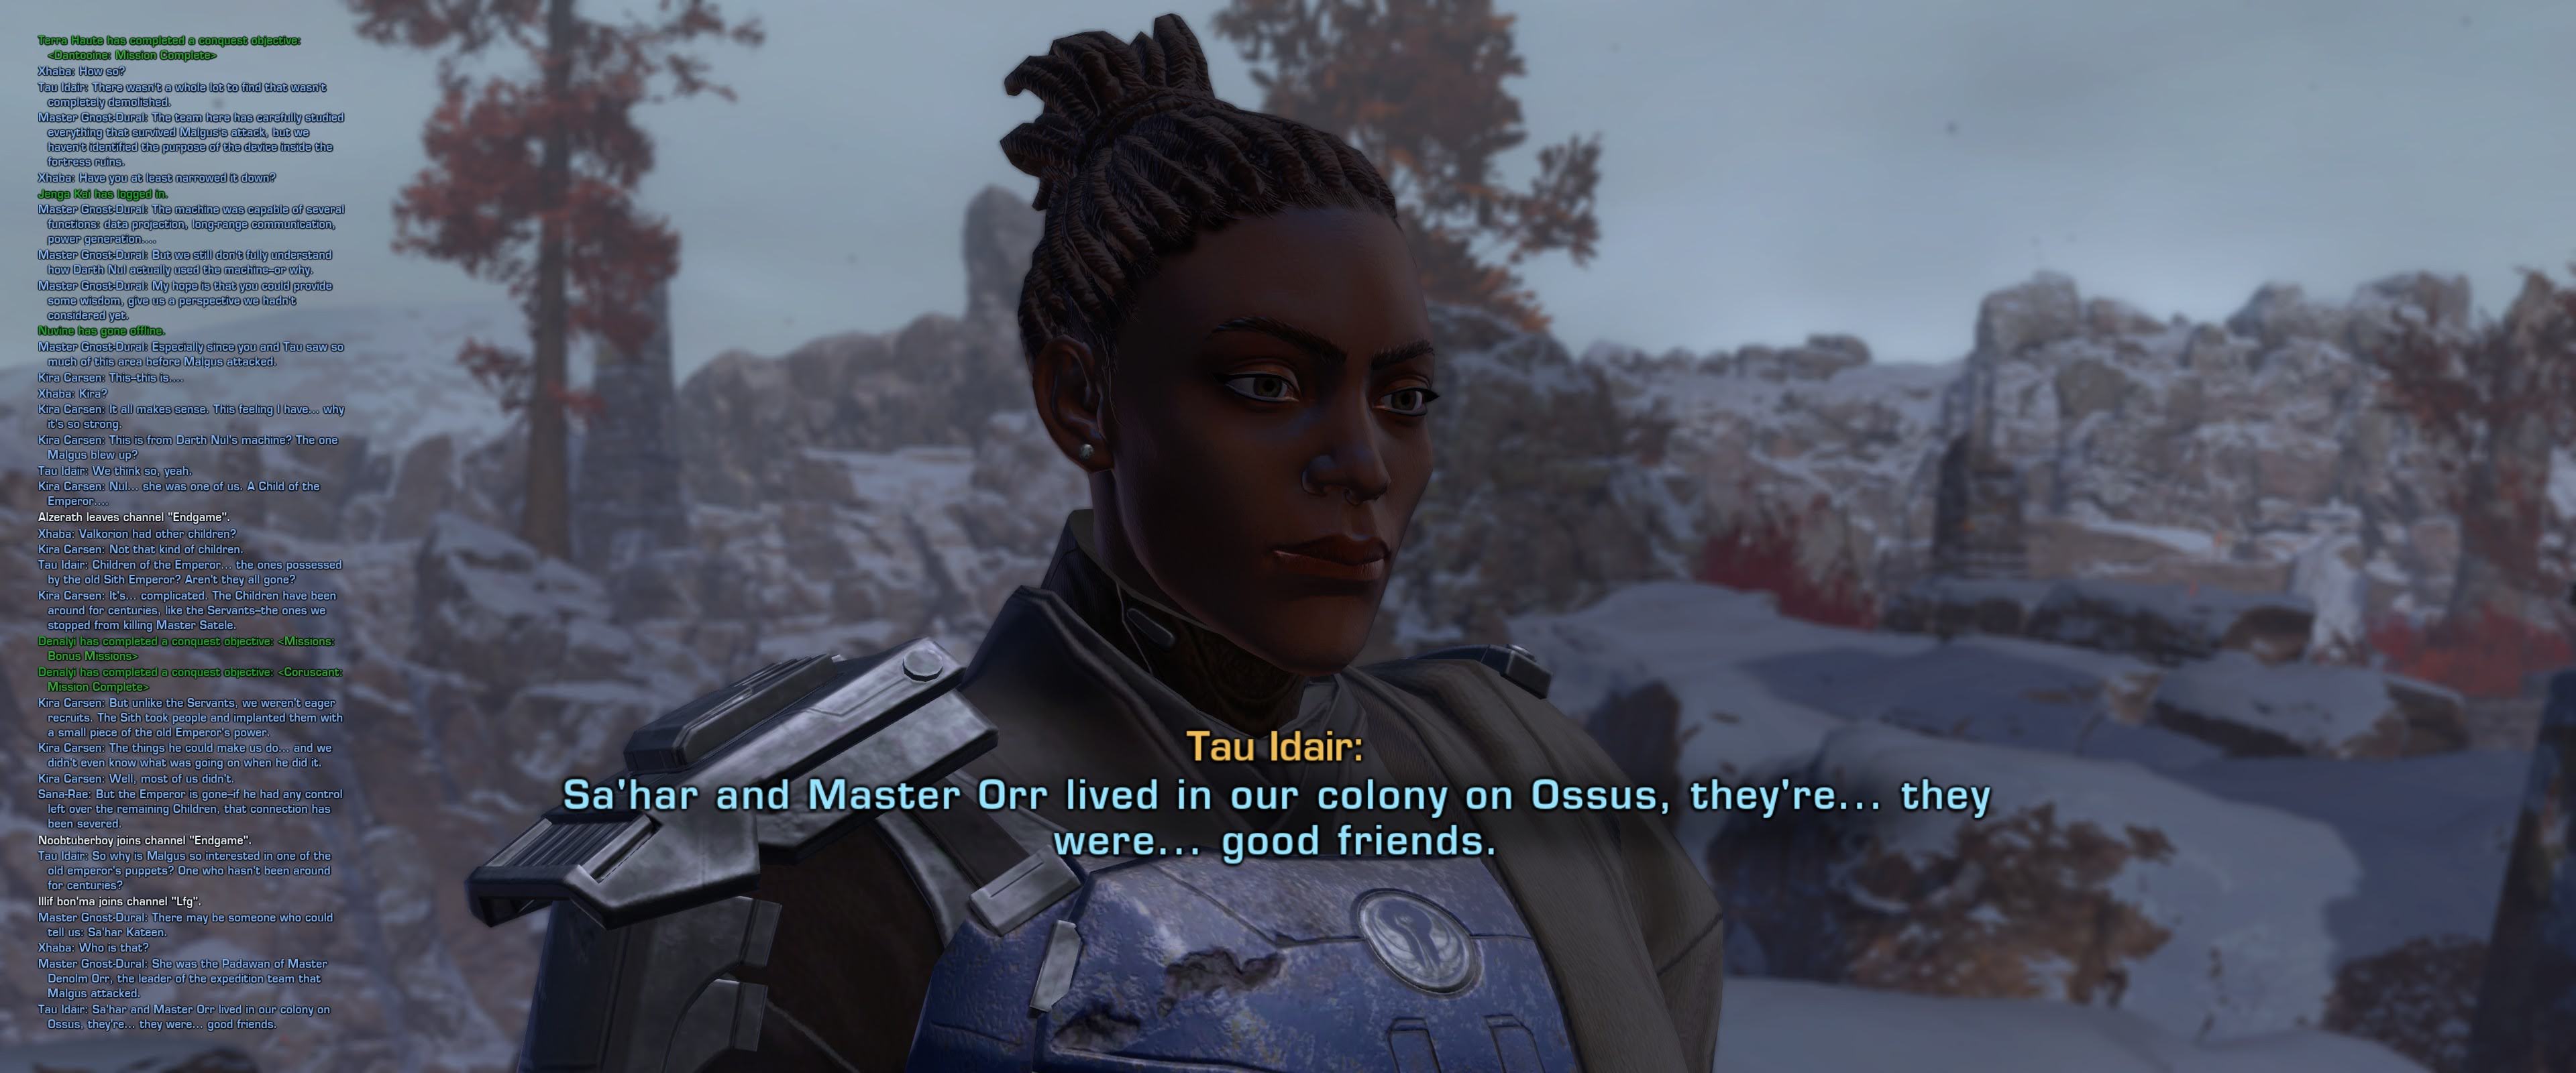 Terra Haute has completed a conquest objective:
<Dantooine: Mission Complete>
Xhaba: How so?
Tau Idair: There wasn't a whole lot to find that wasn't
completely demolished.
Master Gnost-Dural: The team here has carefully studied
everything that survived Malgus's attack, but we
haven't identified the purpose of the device inside the
fortress ruins.
Xhaba: Have you at least narrowed it down?
Jenga Kai has logged in.
Master Gnost-Dural: The machine was capable of several
functions: data projection, long-range communication,
power generation....
Master Gnost-Dural: But we still don't fully understand
how Darth Nul actually used the machine–or why.
Master Gnost-Dural: My hope is that you could provide
some wisdom, give us a perspective we hadn't
considered yet.
Nuvine has gone offline.
Master Gnost-Dural: Especially since you and Tau saw so
much of this area before Malgus attacked.
Kira Carsen: This–this is....
Xhaba: Kira?
Kira Carsen: It all makes sense. This feeling I have... why
it's so strong.
Kira Carsen: This is from Darth Nul's machine? The one
Malgus blew up?
Tau Idair: We think so, yeah.
Kira Carsen: Nul... she was one of us. A Child of the
Emperor....
Alzerath leaves channel "Endgame".
Xhaba: Valkorion had other children?
Kira Carsen: Not that kind of children.
Tau Idair: Children of the Emperor... the ones possessed
by the old Sith Emperor? Aren't they all gone?
Kira Carsen: It's... complicated. The Children have been
around for centuries, like the Servants–the ones we
stopped from killing Master Satele.
Denalyi has completed a conquest objective: <Missions:
Bonus Missions>
Denalyi has completed a conquest objective: <Coruscant:
Mission Complete>
Kira Carsen: But unlike the Servants, we weren't eager
recruits. The Sith took people and implanted them with
a small piece of the old Emperor's power.
Kira Carsen: The things he could make us do... and we
didn't even know what was going on when he did it.
Kira Carsen: Well, most of us didn't.
Sana-Rae: But the Emperor is gone–if he had any control
left over the remaining Children, that connection has
been severed.
Noobtuberboy joins channel "Endgame".
Tau Idair: So why is Malgus so interested in one of the
old emperor's puppets? One who hasn't been around
for centuries?
Illif bon'ma joins channel "Lfg".
Master Gnost-Dural: There may be someone who could
tell us: Sa'har Kateen.
Xhaba: Who is that?
Master Gnost-Dural: She was the Padawan of Master
Denolm Orr, the leader of the expedition team that
Malgus attacked.
Tau Idair: Sa'har and Master Orr lived in our colony on
Ossus, they're... they were... good friends.
Tau Idair:
Sa'har and Master Orr lived in our colony on Ossus, they're... they
were... good friends.